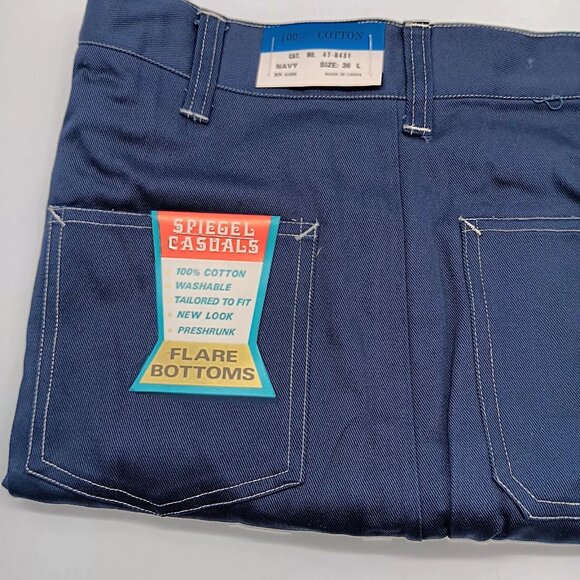 100% COTTON
CAT. NO. 47-8431
NAVY SIZE: 36 L
MADE IN CHINA
SPIEGEL
CASUALS
100% COTTON
WASHABLE
TAILORED TO FIT
NEW LOOK
PRESHRUNK
FLARE
BOTTOMS